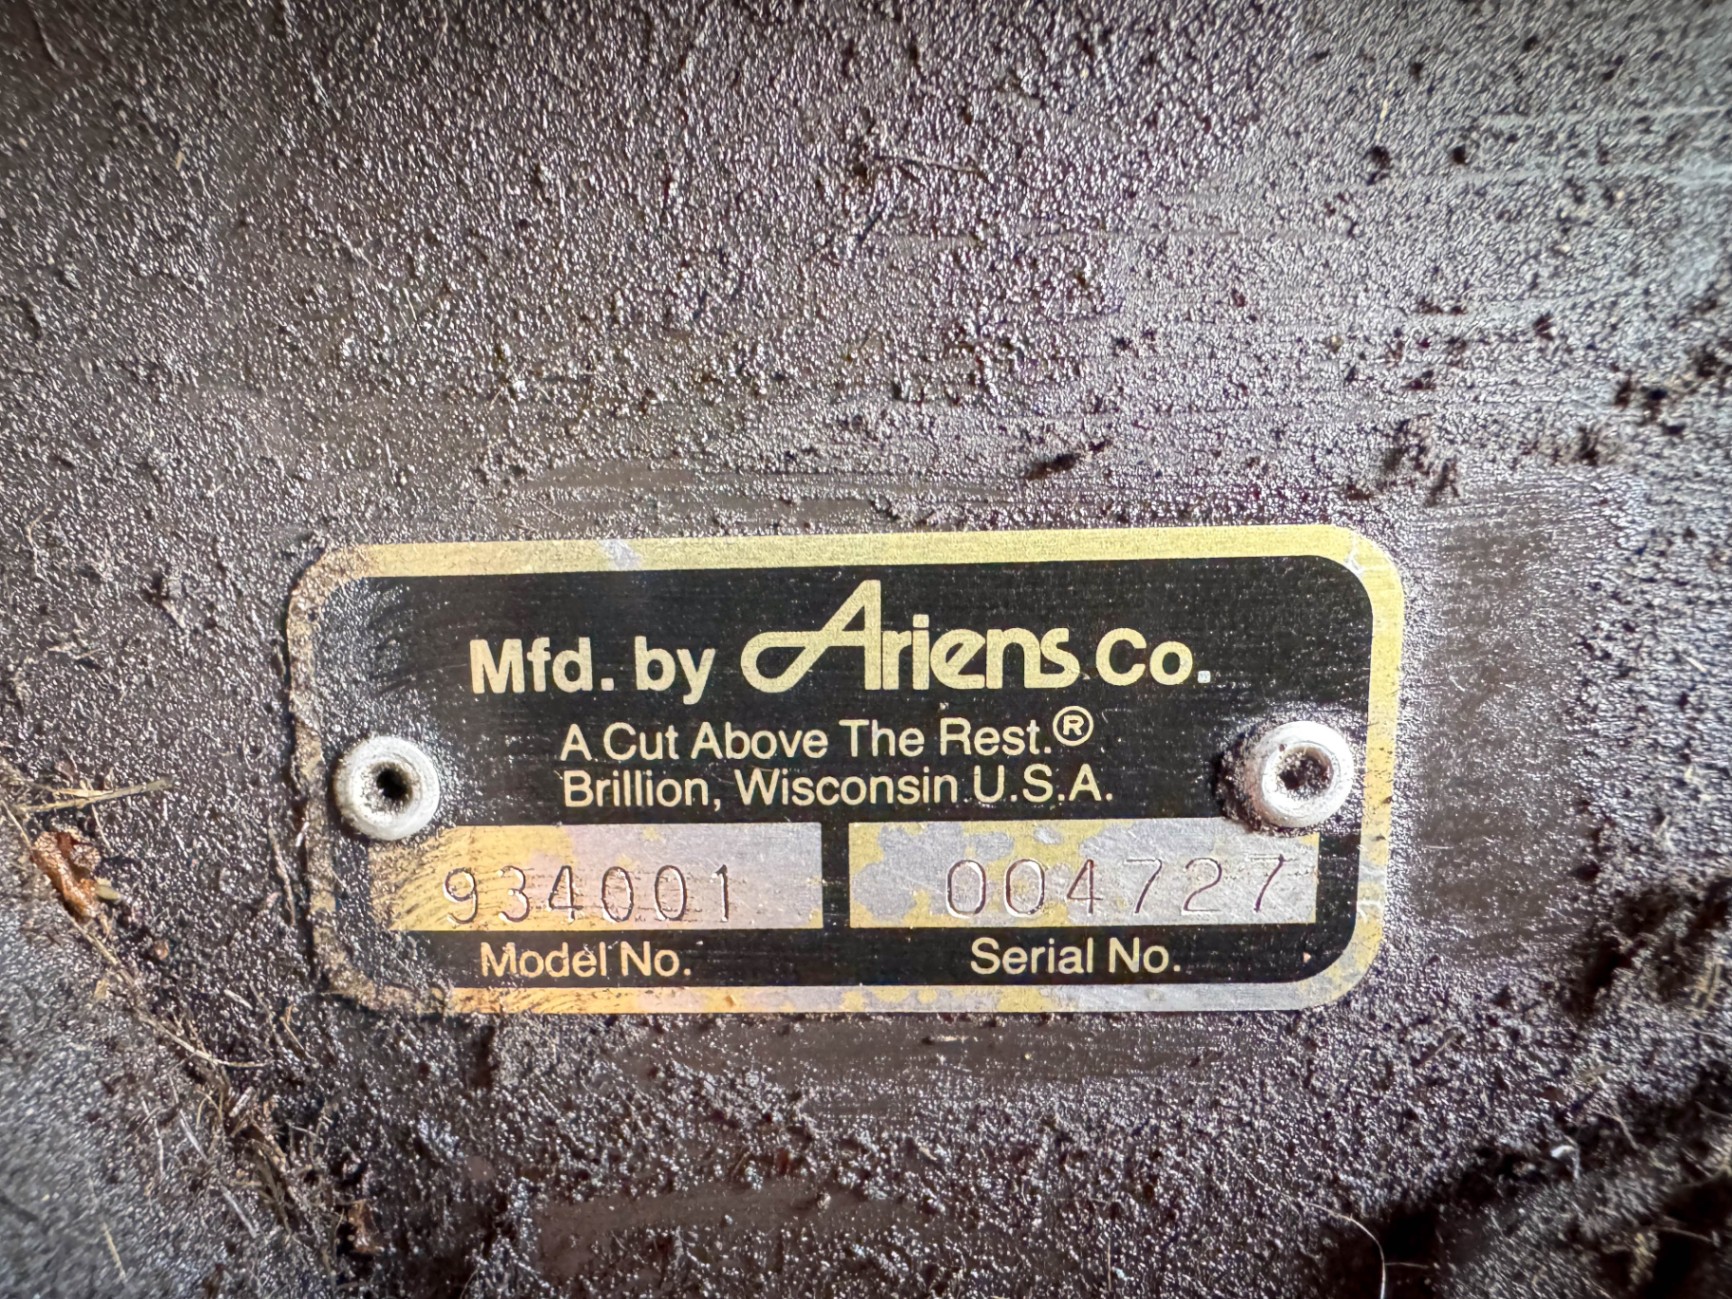 Mfd. by Ariens Co.
A Cut Above The Rest.®
Brillion, Wisconsin U.S.A.
934001 004727
Model No. Serial No.